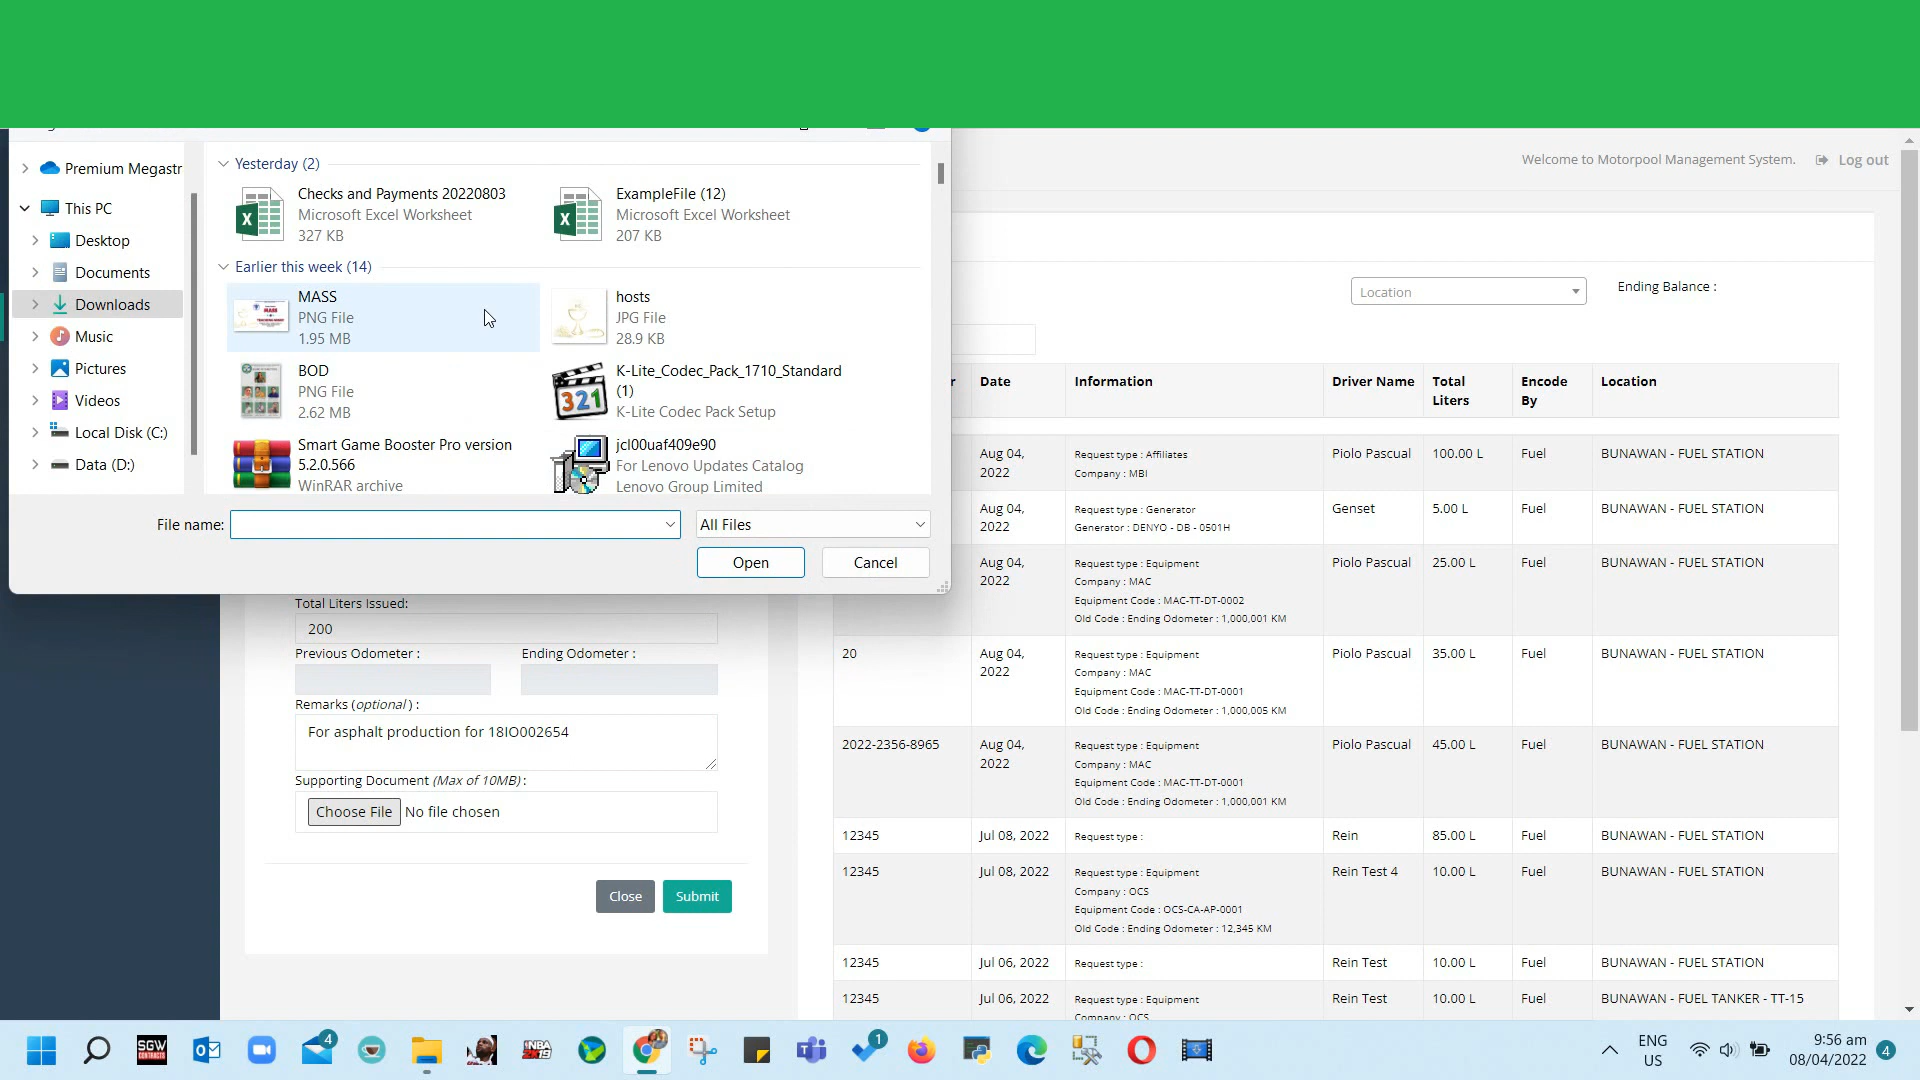 Premium Megastr
This PC
Desktop
Documents
Downloads
Music
Pictures
Videos
Local Disk (C:)
Data (D:)
Yesterday (2)
Checks and Payments 20220803
Microsoft Excel Worksheet
327 KB
ExampleFile (12)
Microsoft Excel Worksheet
207 KB
Earlier this week (14)
MASS
PNG File
1.95 MB
hosts
JPG File
28.9 KB
BOD
PNG File
2.62 MB
K-Lite_Codec_Pack_1710_Standard
(1)
K-Lite Codec Pack Setup
Smart Game Booster Pro version
5.2.0.566
WinRAR archive
jcl00uaf409e90
For Lenovo Updates Catalog
Lenovo Group Limited
File name:
All Files
Open
Cancel
Total Liters Issued:
200
Previous Odometer :
Ending Odometer :
Remarks (optional) :
For asphalt production for 18IO002654
Supporting Document (Max of 10MB) :
Choose File No file chosen
Close
Submit
Welcome to Motorpool Management System.
Log out
Location
Ending Balance :
r
Date
Information
Driver Name
Total
Liters
Encode
By
Location
Aug 04,
2022
Request type : Affiliates
Company : MBI
Piolo Pascual
100.00 L
Fuel
BUNAWAN - FUEL STATION
Aug 04,
2022
Request type : Generator
Generator : DENYO - DB - 0501H
Genset
5.00 L
Fuel
BUNAWAN - FUEL STATION
Aug 04,
2022
Request type : Equipment
Company : MAC
Equipment Code : MAC-TT-DT-0002
Old Code : Ending Odometer : 1,000,001 KM
Piolo Pascual
25.00 L
Fuel
BUNAWAN - FUEL STATION
20
Aug 04,
2022
Request type : Equipment
Company : MAC
Equipment Code : MAC-TT-DT-0001
Old Code : Ending Odometer : 1,000,005 KM
Piolo Pascual
35.00 L
Fuel
BUNAWAN - FUEL STATION
2022-2356-8965
Aug 04,
2022
Request type : Equipment
Company : MAC
Equipment Code : MAC-TT-DT-0001
Old Code : Ending Odometer : 1,000,001 KM
Piolo Pascual
45.00 L
Fuel
BUNAWAN - FUEL STATION
12345
Jul 08, 2022
Request type :
Rein
85.00 L
Fuel
BUNAWAN - FUEL STATION
12345
Jul 08, 2022
Request type : Equipment
Company : OCS
Equipment Code : OCS-CA-AP-0001
Old Code : Ending Odometer : 12,345 KM
Rein Test 4
10.00 L
Fuel
BUNAWAN - FUEL STATION
12345
Jul 06, 2022
Request type :
Rein Test
10.00 L
Fuel
BUNAWAN - FUEL STATION
12345
Jul 06, 2022
Request type : Equipment
Company : OCS
Rein Test
10.00 L
Fuel
BUNAWAN - FUEL TANKER - TT-15
SGW
CONTRACTS
4
NBA
2K19
1
ENG
US
9:56 am
08/04/2022
4